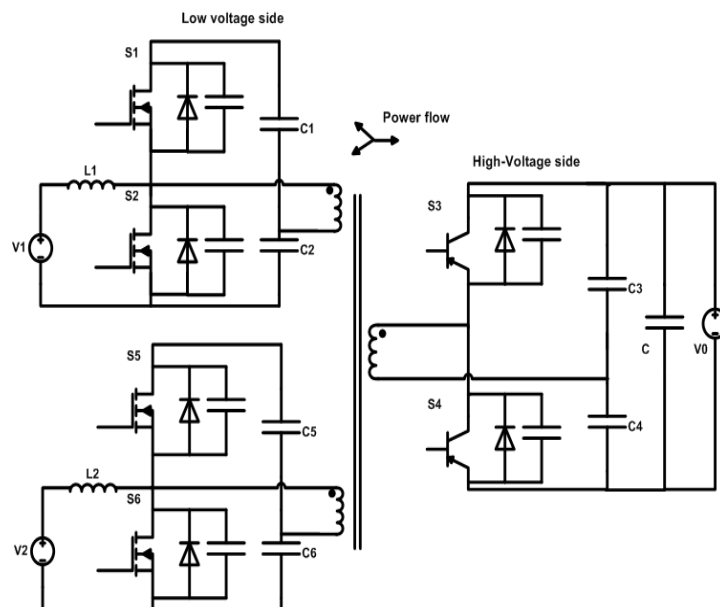 Low voltage side
S1
C1
Power flow
L1
High-Voltage side
S2
S3
V1
C2
C3
C
V0
S5
S4
C5
C4
L2
S6
V2
C6